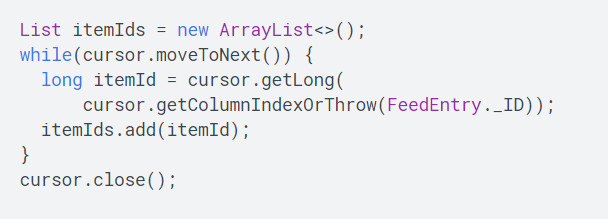 List itemIds = new ArrayList<>();
while(cursor.moveToNext()) {
  long itemId = cursor.getLong(
      cursor.getColumnIndexOrThrow(FeedEntry._ID));
  itemIds.add(itemId);
}
cursor.close();